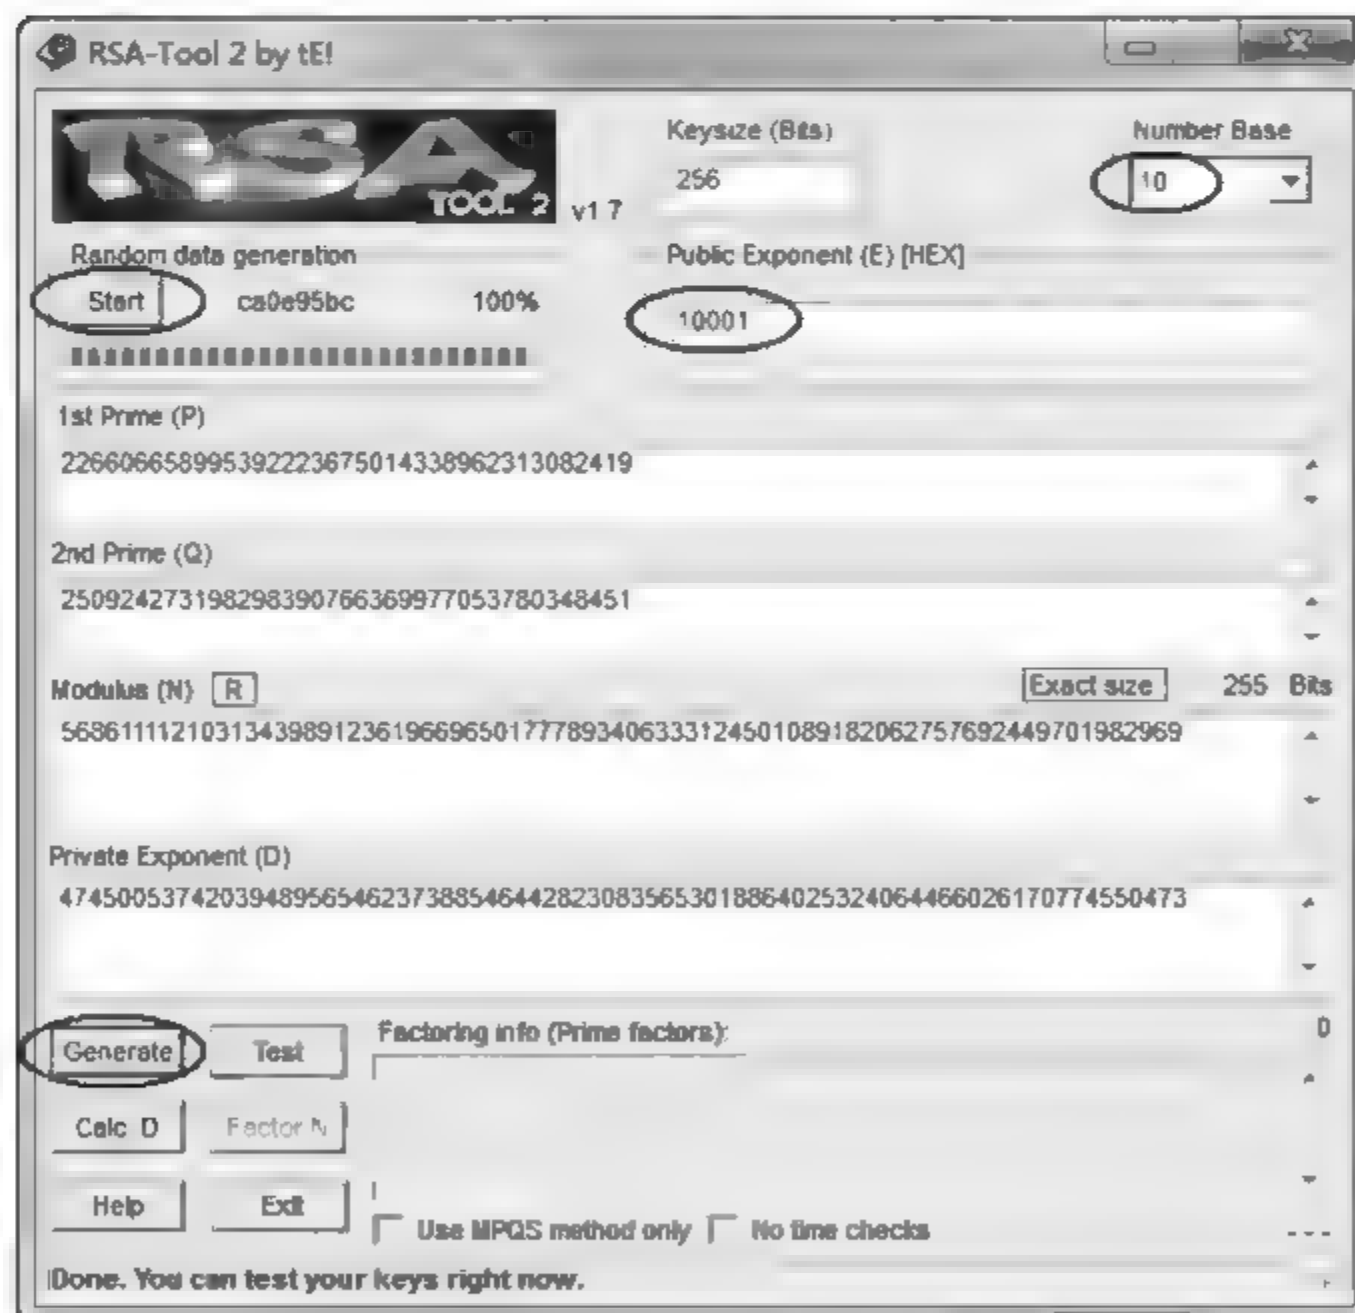 RSA-Tool 2 by tE!
RSA
TOOL 2
v1.7
Keysize (Bits)
256
Number Base
10
Random data generation
Start
ca0e95bc
100%
Public Exponent (E) [HEX]
10001
1st Prime (P)
226606658995392223675014338962313082419
2nd Prime (Q)
250924273198298390766369977053780348451
Modulus (N)
R
Exact size
255 Bits
56861111210313439891236196696501777893406333124501089182062757692449701982969
Private Exponent (D)
47450053742039489565462373885464428230835653018864025324064466026170774550473
Generate
Test
Factoring info (Prime factors):
0
Calc. D
Factor N
Help
Exit
Use MPQS method only
No time checks
Done. You can test your keys right now.